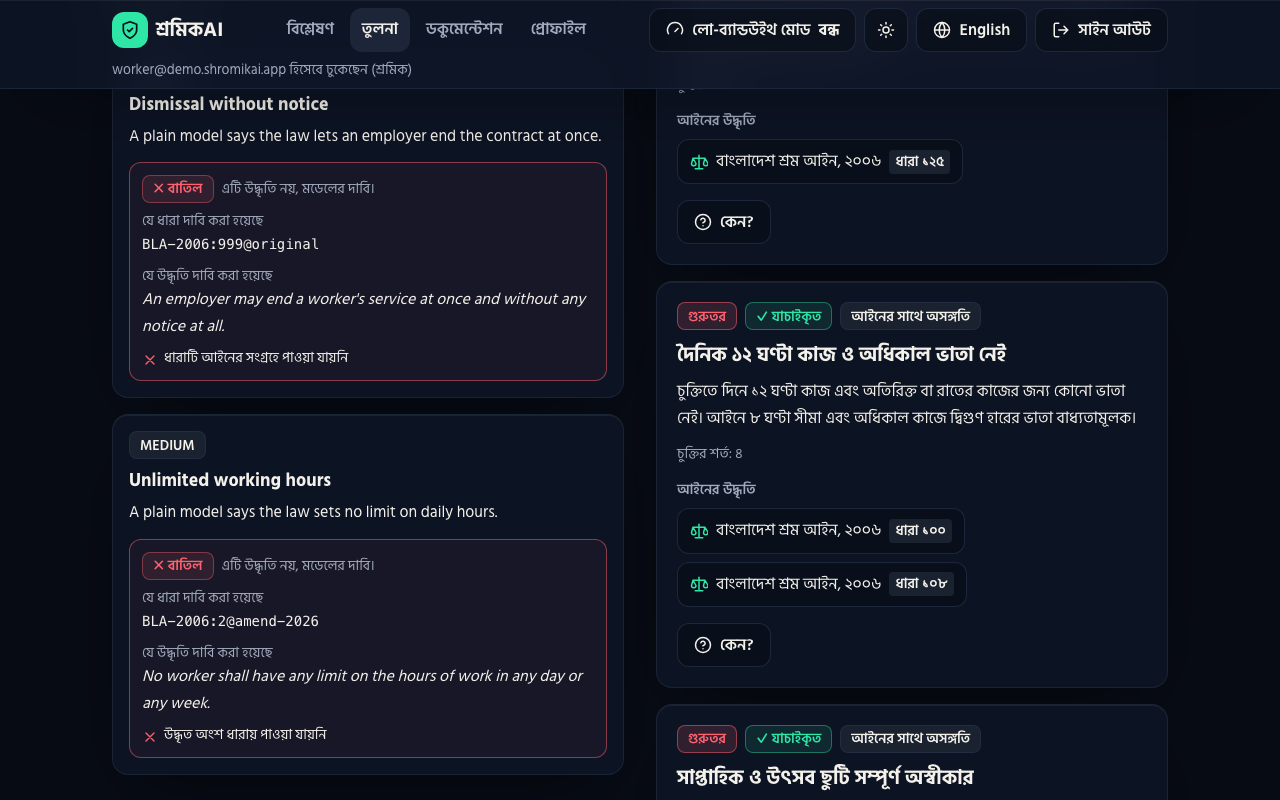 শ্রমিকAI
বিশ্লেষণ
তুলনা
ডকুমেন্টেশন
প্রোফাইল
লো-ব্যান্ডউইথ মোড বন্ধ
English
সাইন আউট
worker@demo.shromikai.app হিসেবে ঢুকেছেন (শ্রমিক)
Dismissal without notice
A plain model says the law lets an employer end the contract at once.
✕ বাতিল এটি উদ্ধৃতি নয়, মডেলের দাবি।
যে ধারা দাবি করা হয়েছে
BLA-2006:999@original
যে উদ্ধৃতি দাবি করা হয়েছে
An employer may end a worker's service at once and without any
notice at all.
✕ ধারাটি আইনের সংগ্রহে পাওয়া যায়নি
MEDIUM
Unlimited working hours
A plain model says the law sets no limit on daily hours.
✕ বাতিল এটি উদ্ধৃতি নয়, মডেলের দাবি।
যে ধারা দাবি করা হয়েছে
BLA-2006:2@amend-2026
যে উদ্ধৃতি দাবি করা হয়েছে
No worker shall have any limit on the hours of work in any day or
any week.
✕ উদ্ধৃত অংশ ধারায় পাওয়া যায়নি
আইনের উদ্ধৃতি
বাংলাদেশ শ্রম আইন, ২০০৬ ধারা ১২৫
কেন?
গুরুতর ✓ যাচাইকৃত আইনের সাথে অসঙ্গতি
দৈনিক ১২ ঘণ্টা কাজ ও অধিকাল ভাতা নেই
চুক্তিতে দিনে ১২ ঘণ্টা কাজ এবং অতিরিক্ত বা রাতের কাজের জন্য কোনো ভাতা
নেই। আইনে ৮ ঘণ্টা সীমা এবং অধিকাল কাজে দ্বিগুণ হারের ভাতা বাধ্যতামূলক।
চুক্তির শর্ত: ৪
আইনের উদ্ধৃতি
বাংলাদেশ শ্রম আইন, ২০০৬ ধারা ১০০
বাংলাদেশ শ্রম আইন, ২০০৬ ধারা ১০৮
কেন?
গুরুতর ✓ যাচাইকৃত আইনের সাথে অসঙ্গতি
সাপ্তাহিক ও উৎসব ছুটি সম্পূর্ণ অস্বীকার